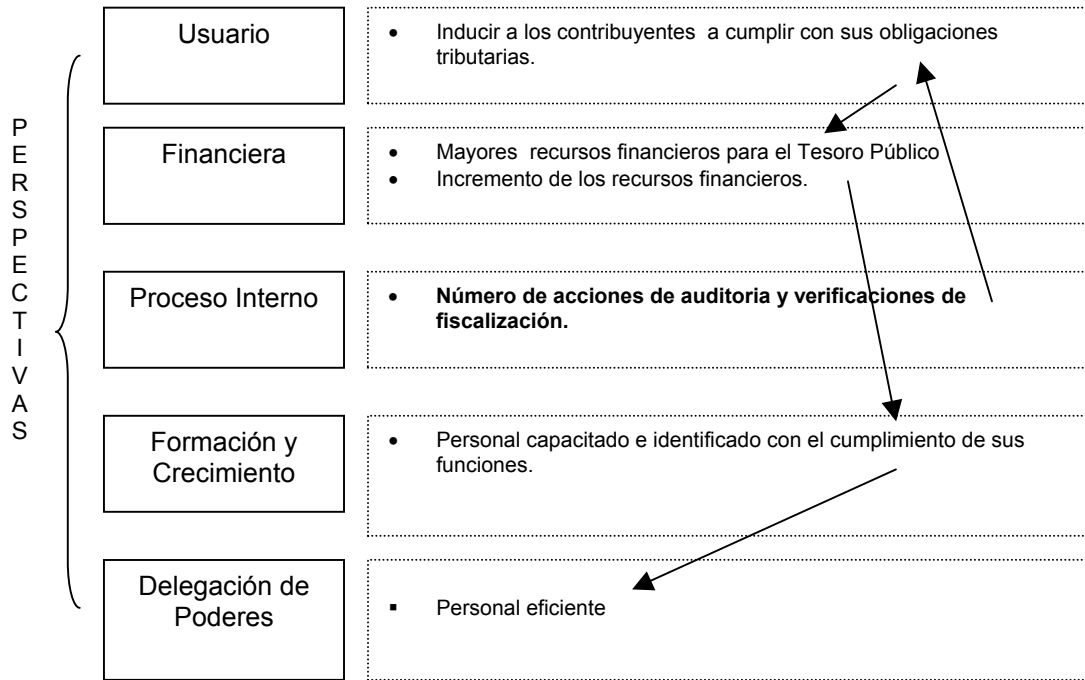 PERSPECTIVAS
Usuario
• Inducir a los contribuyentes a cumplir con sus obligaciones
tributarias.
Financiera
• Mayores recursos financieros para el Tesoro Público
• Incremento de los recursos financieros.
Proceso Interno
• Número de acciones de auditoria y verificaciones de
fiscalización.
Formación y
Crecimiento
• Personal capacitado e identificado con el cumplimiento de sus
funciones.
Delegación de
Poderes
▪ Personal eficiente